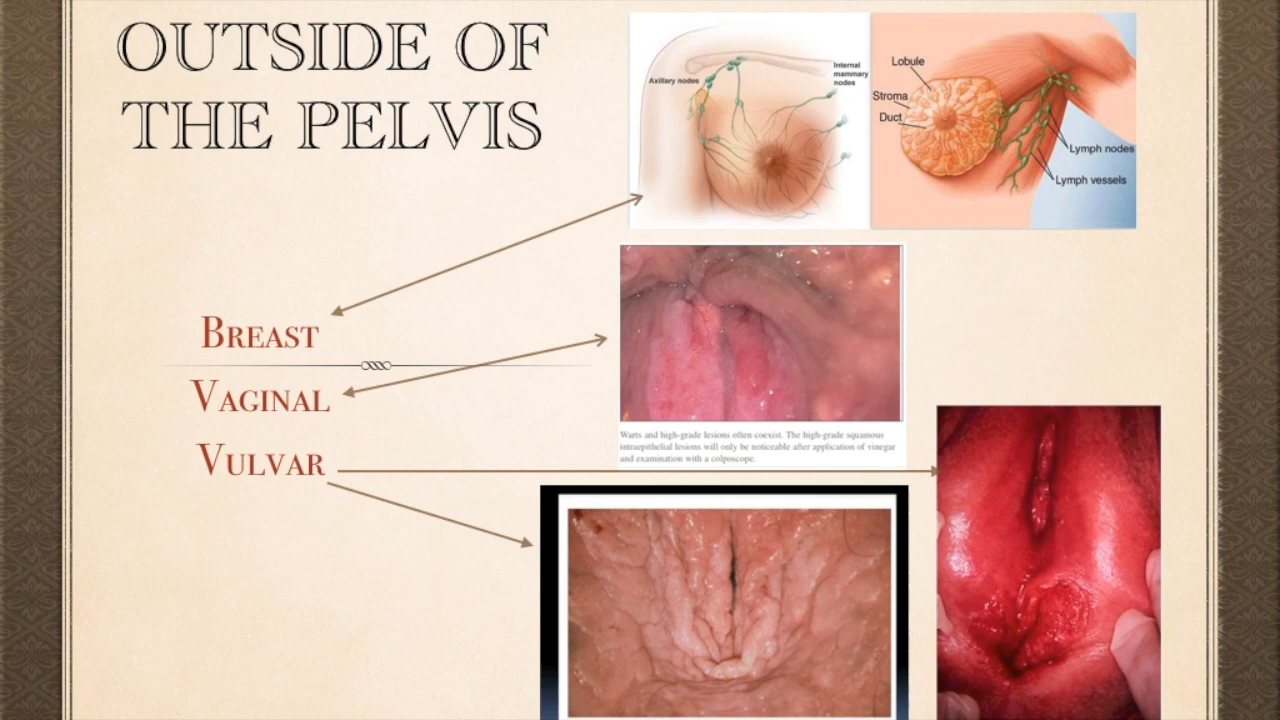 OUTSIDE OF
THE PELVIS
Axillary nodes
Internal
mammary
nodes
Lobule
Stroma
Duct
Lymph nodes
Lymph vessels
BREAST
VAGINAL
VULVAR
Warts and high-grade lesions often coexist. The high-grade squamous
intraepithelial lesions will only be noticeable after application of vinegar
and examination with a colposcope.